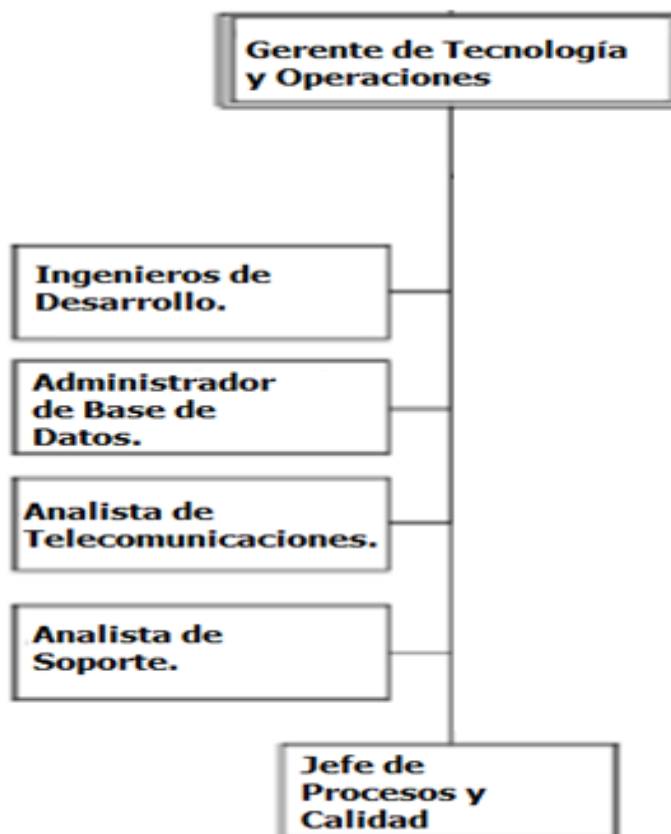 Gerente de Tecnología
y Operaciones
Ingenieros de
Desarrollo.
Administrador
de Base de
Datos.
Analista de
Telecomunicaciones.
Analista de
Soporte.
Jefe de
Procesos y
Calidad